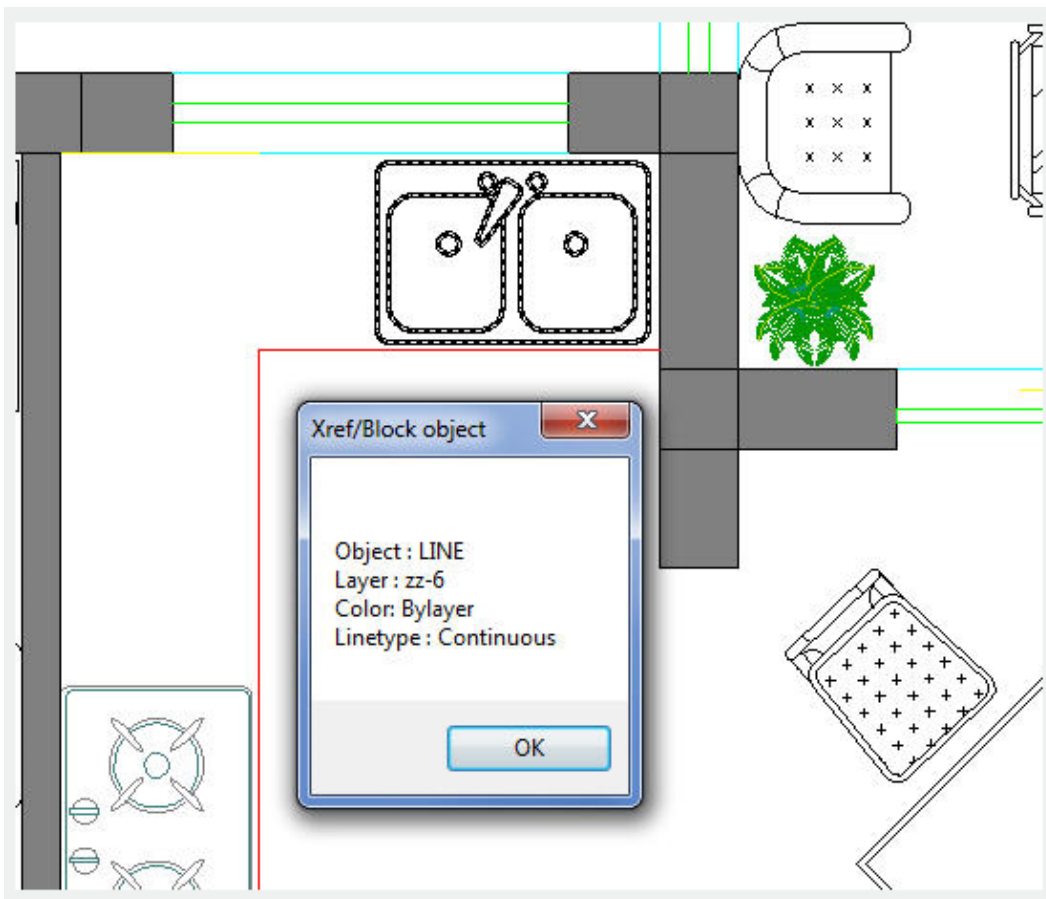 Xref/Block object
Object : LINE
Layer : zz-6
Color: Bylayer
Linetype : Continuous
OK